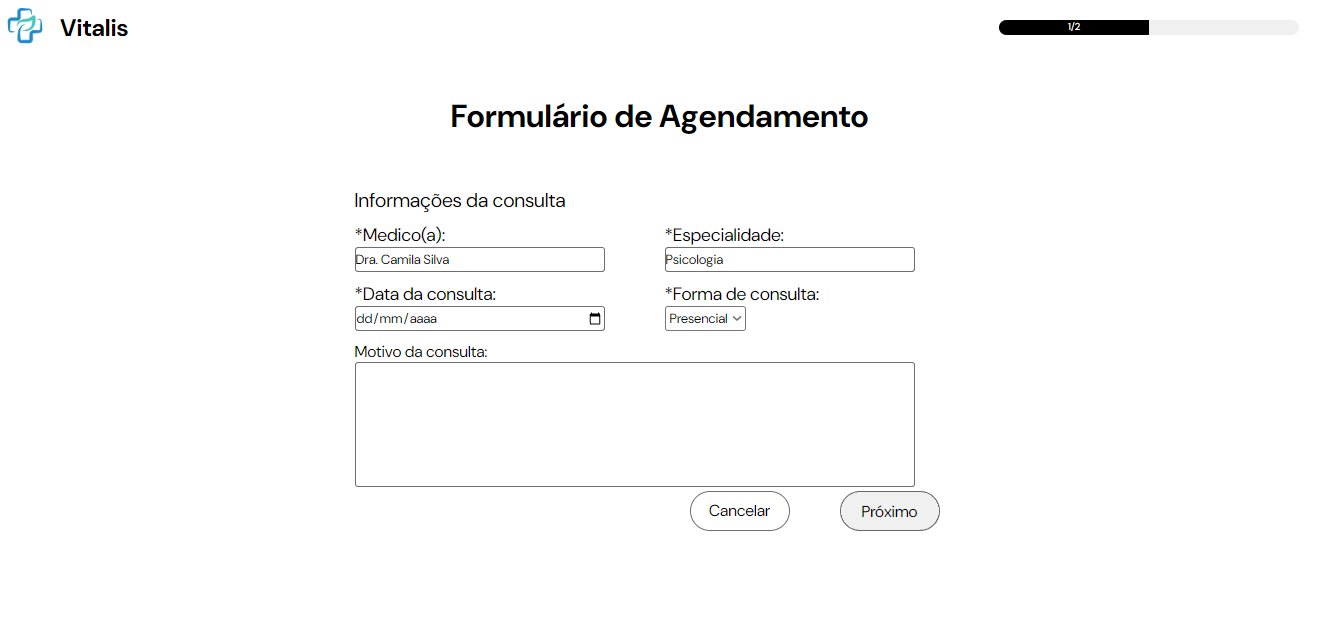 Vitalis
1/2
Formulário de Agendamento
Informações da consulta
*Medico(a): *Especialidade:
Dra. Camila Silva Psicologia
*Data da consulta: *Forma de consulta:
dd/mm/aaaa Presencial
Motivo da consulta:
Cancelar Próximo